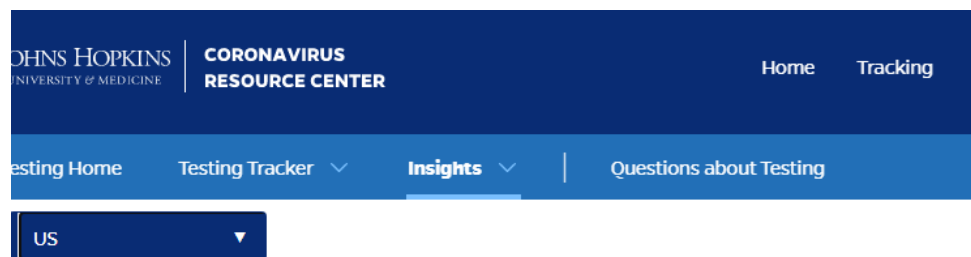 OHNS HOPKINS
NIVERSITY & MEDICINE
CORONAVIRUS
RESOURCE CENTER
Home Tracking
esting Home Testing Tracker Insights Questions about Testing
US